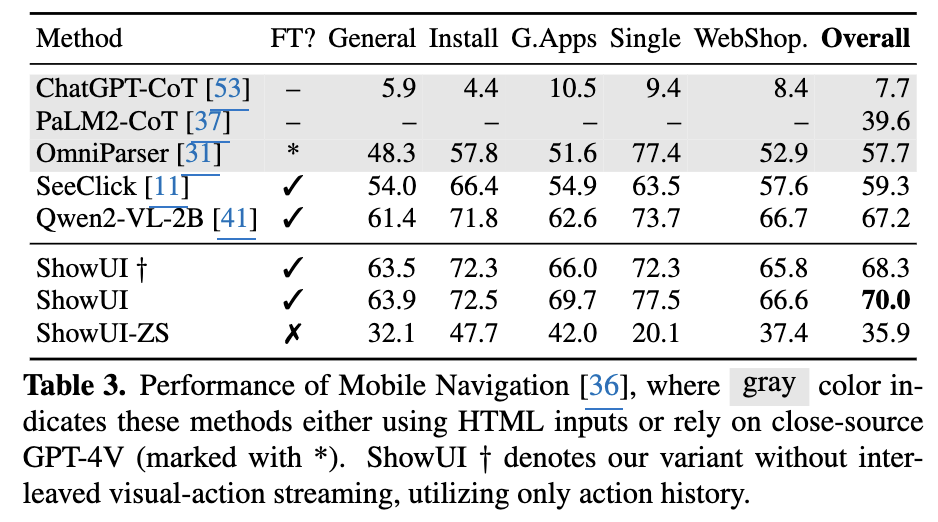 Method FT? General Install G.Apps Single WebShop. Overall
ChatGPT-CoT [53] – 5.9 4.4 10.5 9.4 8.4 7.7
PaLM2-CoT [37] – – – – – – 39.6
OmniParser [31] * 48.3 57.8 51.6 77.4 52.9 57.7
SeeClick [11] ✓ 54.0 66.4 54.9 63.5 57.6 59.3
Qwen2-VL-2B [41] ✓ 61.4 71.8 62.6 73.7 66.7 67.2
ShowUI † ✓ 63.5 72.3 66.0 72.3 65.8 68.3
ShowUI ✓ 63.9 72.5 69.7 77.5 66.6 70.0
ShowUI-ZS ✗ 32.1 47.7 42.0 20.1 37.4 35.9
Table 3. Performance of Mobile Navigation [36], where gray color in-
dicates these methods either using HTML inputs or rely on close-source
GPT-4V (marked with *). ShowUI † denotes our variant without inter-
leaved visual-action streaming, utilizing only action history.